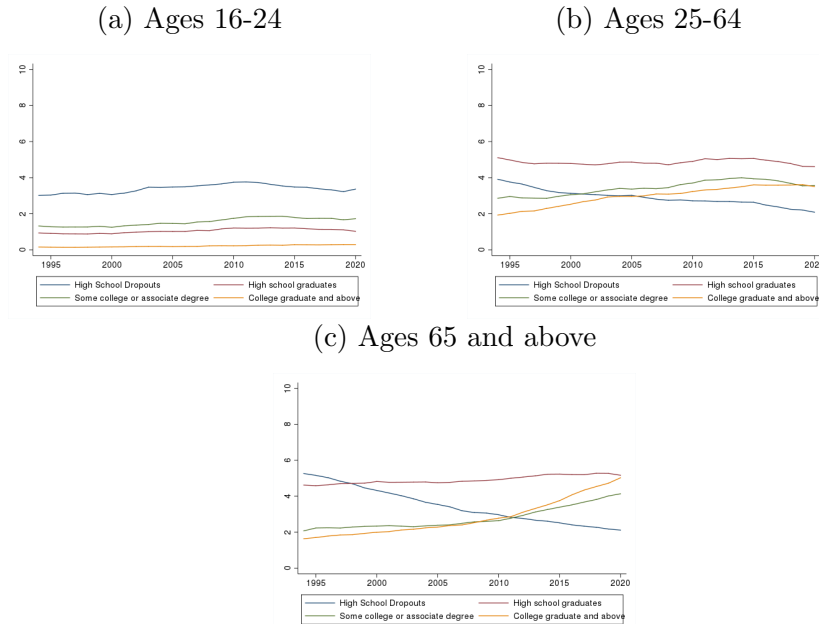 (a) Ages 16-24
(b) Ages 25-64
10
8
6
4
2
0
1995 2000 2005 2010 2015 2020
High School Dropouts High school graduates
Some college or associate degree College graduate and above
10
8
6
4
2
0
1995 2000 2005 2010 2015 2020
High School Dropouts High school graduates
Some college or associate degree College graduate and above
(c) Ages 65 and above
10
8
6
4
2
0
1995 2000 2005 2010 2015 2020
High School Dropouts High school graduates
Some college or associate degree College graduate and above